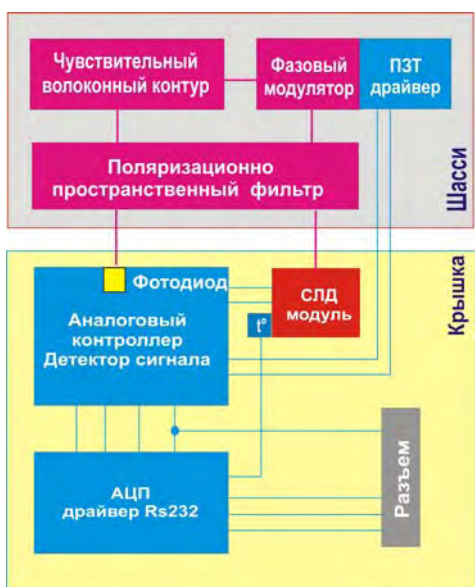 Чувствительный
волоконный контур
Фазовый
модулятор
ПЗТ
драйвер
Поляризационно
пространственный фильтр
Шасси
Крышка
Фотодиод
Аналоговый
контроллер
Детектор сигнала
СЛД
модуль
t°
АЦП
драйвер Rs232
Разъем